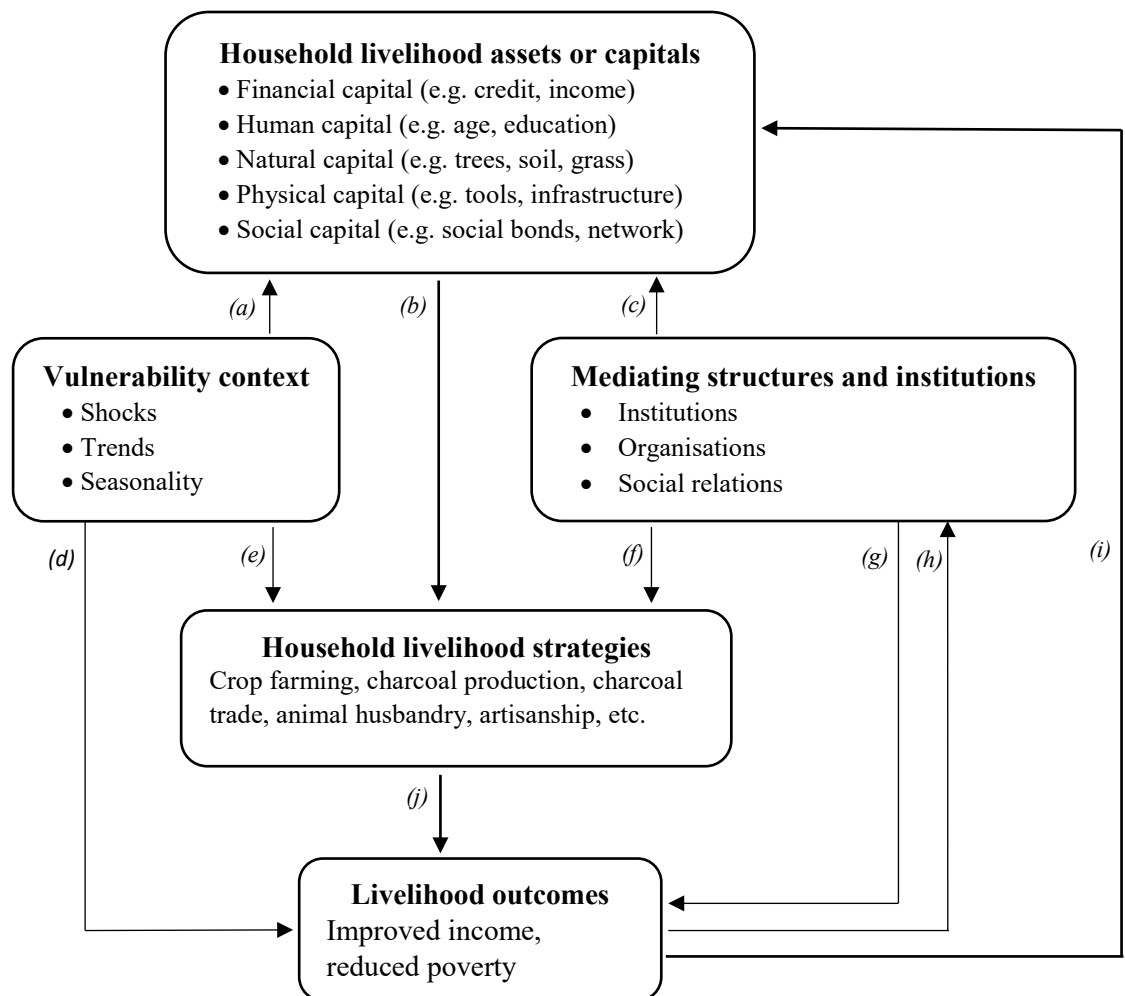 Household livelihood assets or capitals
• Financial capital (e.g. credit, income)
• Human capital (e.g. age, education)
• Natural capital (e.g. trees, soil, grass)
• Physical capital (e.g. tools, infrastructure)
• Social capital (e.g. social bonds, network)
(a)
(b)
(c)
Vulnerability context
• Shocks
• Trends
• Seasonality
Mediating structures and institutions
• Institutions
• Organisations
• Social relations
(d)
(e)
(f)
(g)
(h)
(i)
Household livelihood strategies
Crop farming, charcoal production, charcoal
trade, animal husbandry, artisanship, etc.
(j)
Livelihood outcomes
Improved income,
reduced poverty